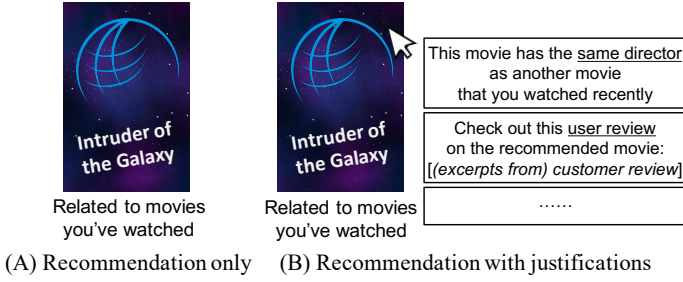 Intruder of
the Galaxy
Related to movies
you've watched
(A) Recommendation only
Intruder of
the Galaxy
Related to movies
you've watched
This movie has the same director
as another movie
that you watched recently
Check out this user review
on the recommended movie:
[(excerpts from) customer review]
......
(B) Recommendation with justifications